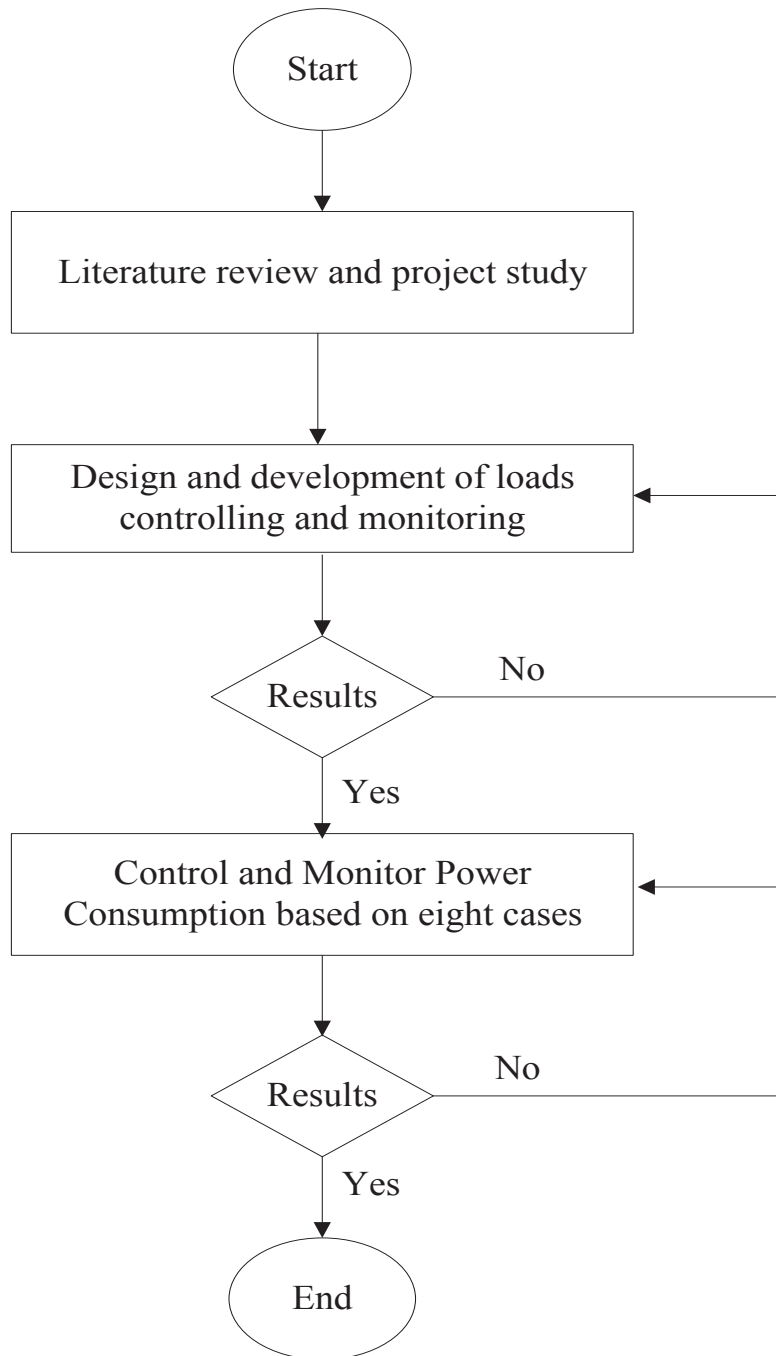 Start
Literature review and project study
Design and development of loads
controlling and monitoring
Results
No
Yes
Control and Monitor Power
Consumption based on eight cases
Results
No
Yes
End